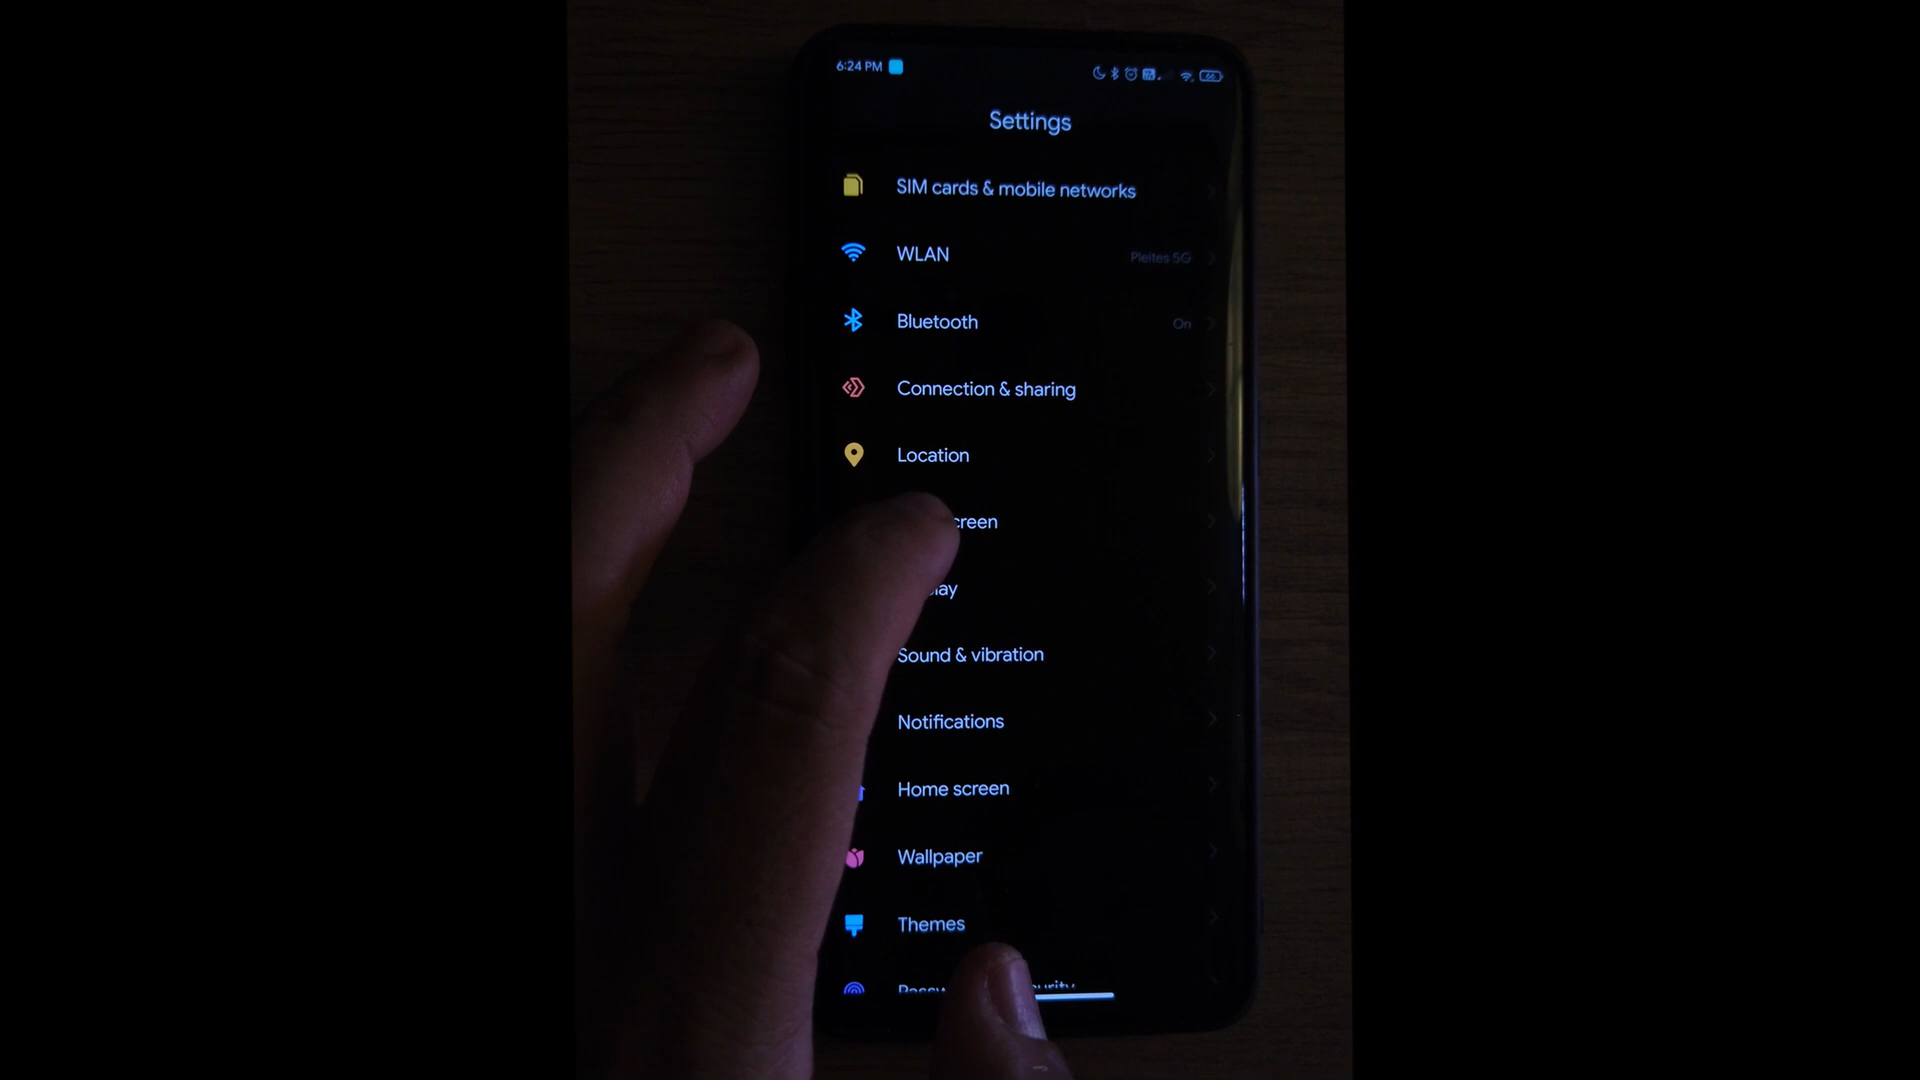 6:24 PM
Settings
SIM cards & mobile networks
WLAN
Pleites 5G
Bluetooth
On
Connection & sharing
Location
creen
lay
Sound & vibration
Notifications
Home screen
Wallpaper
Themes